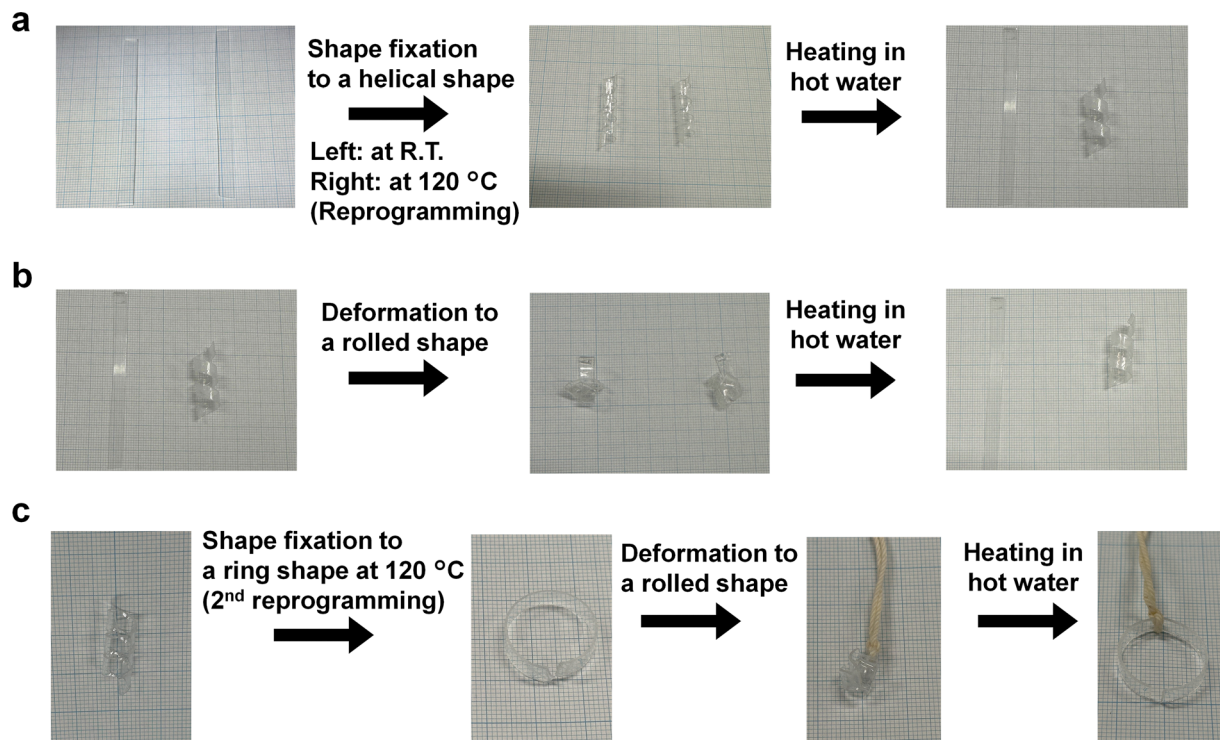 a
Shape fixation
to a helical shape
Left: at R.T.
Right: at 120 °C
(Reprogramming)
Heating in
hot water
b
Deformation to
a rolled shape
Heating in
hot water
c
Shape fixation to
a ring shape at 120 °C
(2nd reprogramming)
Deformation to
a rolled shape
Heating in
hot water